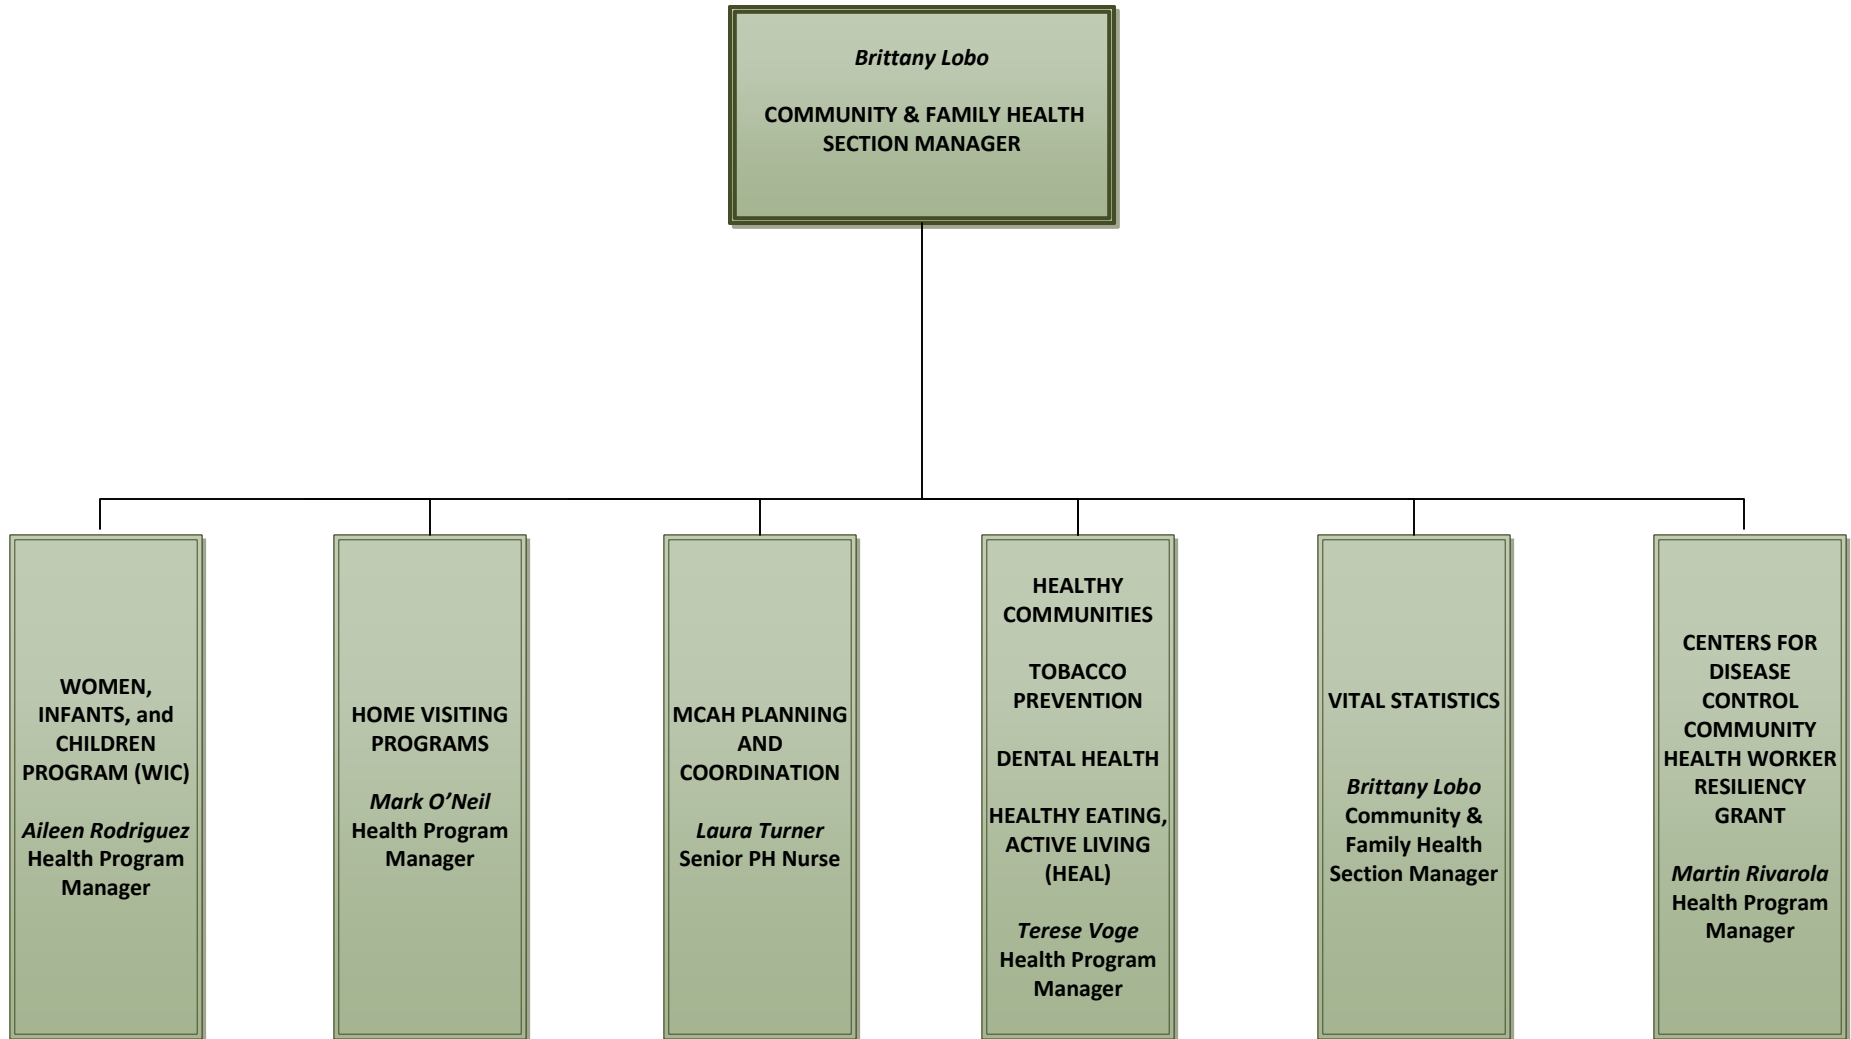 Brittany Lobo
COMMUNITY & FAMILY HEALTH
SECTION MANAGER
WOMEN,
INFANTS, and
CHILDREN
PROGRAM (WIC)
Aileen Rodriguez
Health Program
Manager
HOME VISITING
PROGRAMS
Mark O’Neil
Health Program
Manager
MCAH PLANNING
AND
COORDINATION
Laura Turner
Senior PH Nurse
HEALTHY
COMMUNITIES
TOBACCO
PREVENTION
DENTAL HEALTH
HEALTHY EATING,
ACTIVE LIVING
(HEAL)
Terese Voge
Health Program
Manager
VITAL STATISTICS
Brittany Lobo
Community &
Family Health
Section Manager
CENTERS FOR
DISEASE
CONTROL
COMMUNITY
HEALTH WORKER
RESILIENCY
GRANT
Martin Rivarola
Health Program
Manager